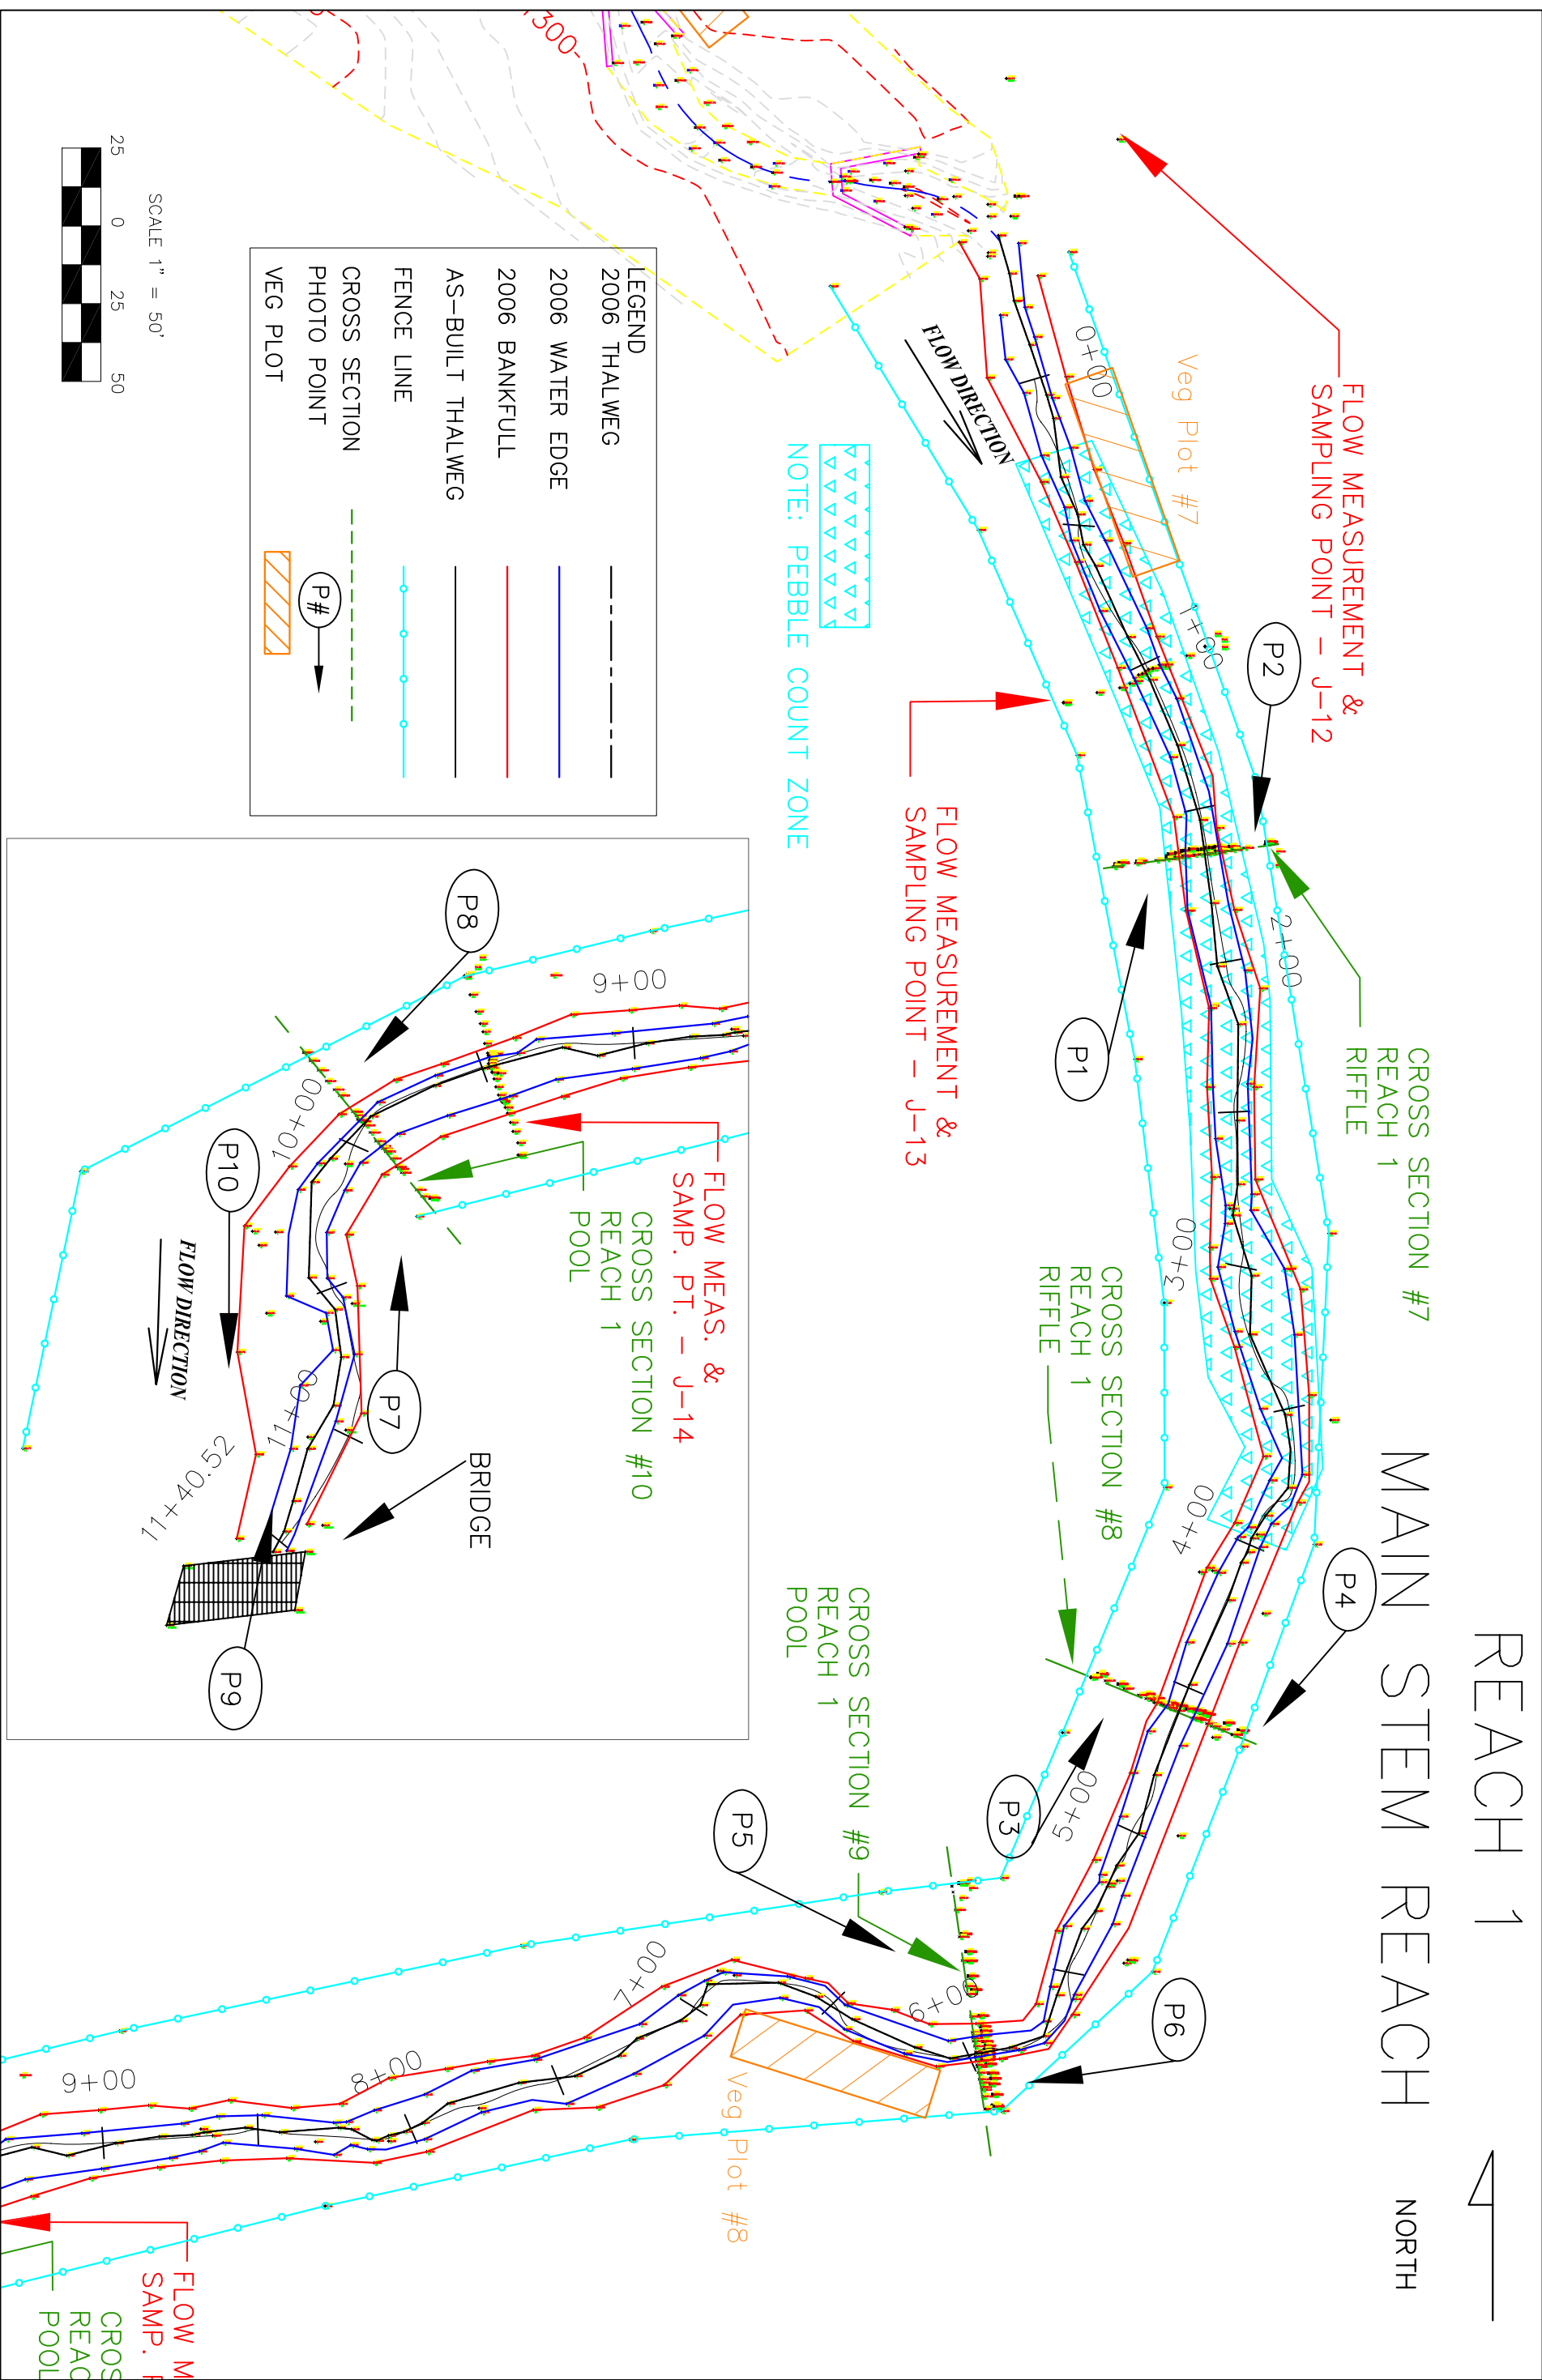 REACH 1
MAIN STEM REACH
NORTH
FLOW MEASUREMENT &
SAMPLING POINT - J-12
Veg Plot #7
0+00
1+00
P2
CROSS SECTION #7
REACH 1
RIFFLE
2+00
P1
FLOW DIRECTION
FLOW MEASUREMENT &
SAMPLING POINT - J-13
NOTE: PEBBLE COUNT ZONE
3+00
CROSS SECTION #8
REACH 1
RIFFLE
4+00
P4
P3
5+00
CROSS SECTION #9
REACH 1
POOL
P5
P6
6+00
7+00
Veg Plot #8
8+00
9+00
FLOW M
SAMP. P
CROS
REAC
POOL
1300
LEGEND
2006 THALWEG
2006 WATER EDGE
2006 BANKFULL
AS-BUILT THALWEG
FENCE LINE
CROSS SECTION
PHOTO POINT
P#
VEG PLOT
SCALE 1" = 50'
25 0 25 50
9+00
P8
FLOW MEAS. &
SAMP. PT. - J-14
CROSS SECTION #10
REACH 1
POOL
10+00
P10
P7
FLOW DIRECTION
11+00
11+40.52
BRIDGE
P9